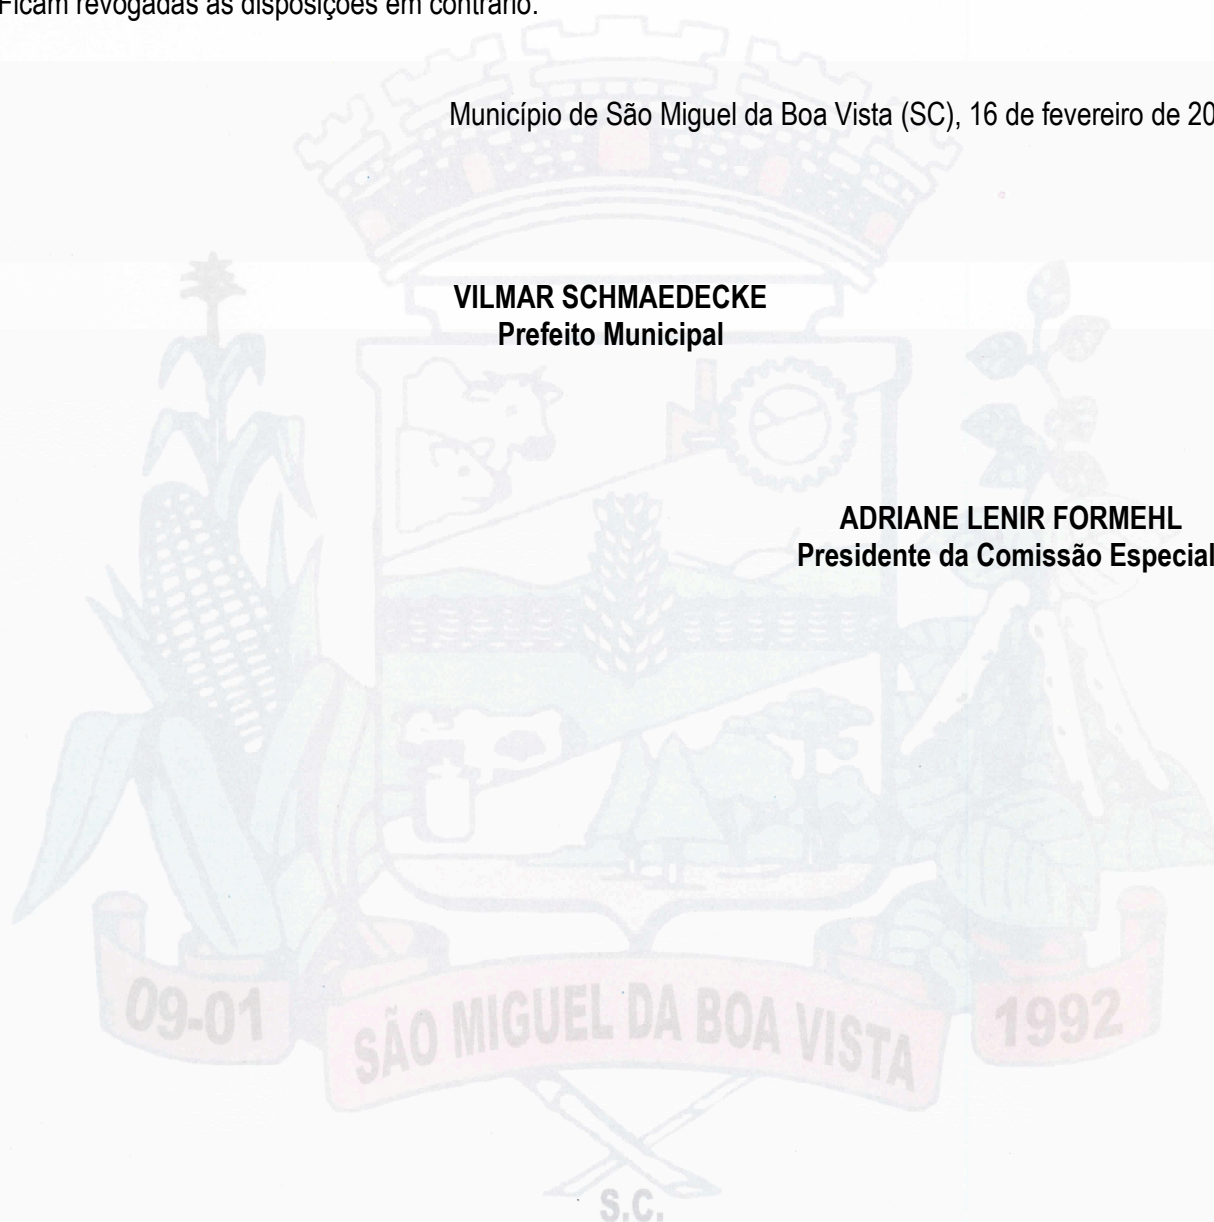 Ficam revogadas as disposições em contrário.
Município de São Miguel da Boa Vista (SC), 16 de fevereiro de 20
VILMAR SCHMAEDECKE
Prefeito Municipal
ADRIANE LENIR FORMEHL
Presidente da Comissão Especial
09-01
SÃO MIGUEL DA BOA VISTA
1992
S.C.